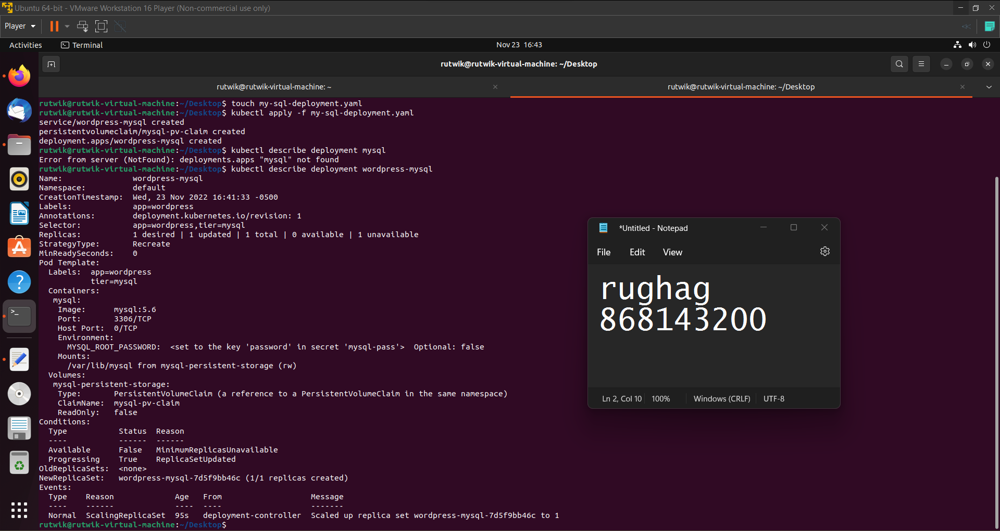 Ubuntu 64-bit - VMware Workstation 16 Player (Non-commercial use only)
Player
Activities Terminal Nov 23 16:43
rutwik@rutwik-virtual-machine: ~/Desktop
rutwik@rutwik-virtual-machine: ~ rutwik@rutwik-virtual-machine: ~/Desktop
rutwik@rutwik-virtual-machine:~/Desktop$ touch my-sql-deployment.yaml
rutwik@rutwik-virtual-machine:~/Desktop$ kubectl apply -f my-sql-deployment.yaml
service/wordpress-mysql created
persistentvolumeclaim/mysql-pv-claim created
deployment.apps/wordpress-mysql created
rutwik@rutwik-virtual-machine:~/Desktop$ kubectl describe deployment mysql
Error from server (NotFound): deployments.apps "mysql" not found
rutwik@rutwik-virtual-machine:~/Desktop$ kubectl describe deployment wordpress-mysql
Name:               wordpress-mysql
Namespace:          default
CreationTimestamp:  Wed, 23 Nov 2022 16:41:33 -0500
Labels:             app=wordpress
Annotations:        deployment.kubernetes.io/revision: 1
Selector:           app=wordpress,tier=mysql
Replicas:           1 desired | 1 updated | 1 total | 0 available | 1 unavailable
StrategyType:       Recreate
MinReadySeconds:    0
Pod Template:
  Labels:  app=wordpress
           tier=mysql
  Containers:
   mysql:
    Image:      mysql:5.6
    Port:       3306/TCP
    Host Port:  0/TCP
    Environment:
      MYSQL_ROOT_PASSWORD:  <set to the key 'password' in secret 'mysql-pass'>  Optional: false
    Mounts:
      /var/lib/mysql from mysql-persistent-storage (rw)
  Volumes:
   mysql-persistent-storage:
    Type:       PersistentVolumeClaim (a reference to a PersistentVolumeClaim in the same namespace)
    ClaimName:  mysql-pv-claim
    ReadOnly:   false
Conditions:
  Type           Status  Reason
  ----           ------  ------
  Available      False   MinimumReplicasUnavailable
  Progressing    True    ReplicaSetUpdated
OldReplicaSets:  <none>
NewReplicaSet:   wordpress-mysql-7d5f9bb46c (1/1 replicas created)
Events:
  Type    Reason             Age   From                   Message
  ----    ------             ----  ----                   -------
  Normal  ScalingReplicaSet  95s   deployment-controller  Scaled up replica set wordpress-mysql-7d5f9bb46c to 1
rutwik@rutwik-virtual-machine:~/Desktop$
*Untitled - Notepad
File Edit View
rughag
868143200
Ln 2, Col 10 100% Windows (CRLF) UTF-8